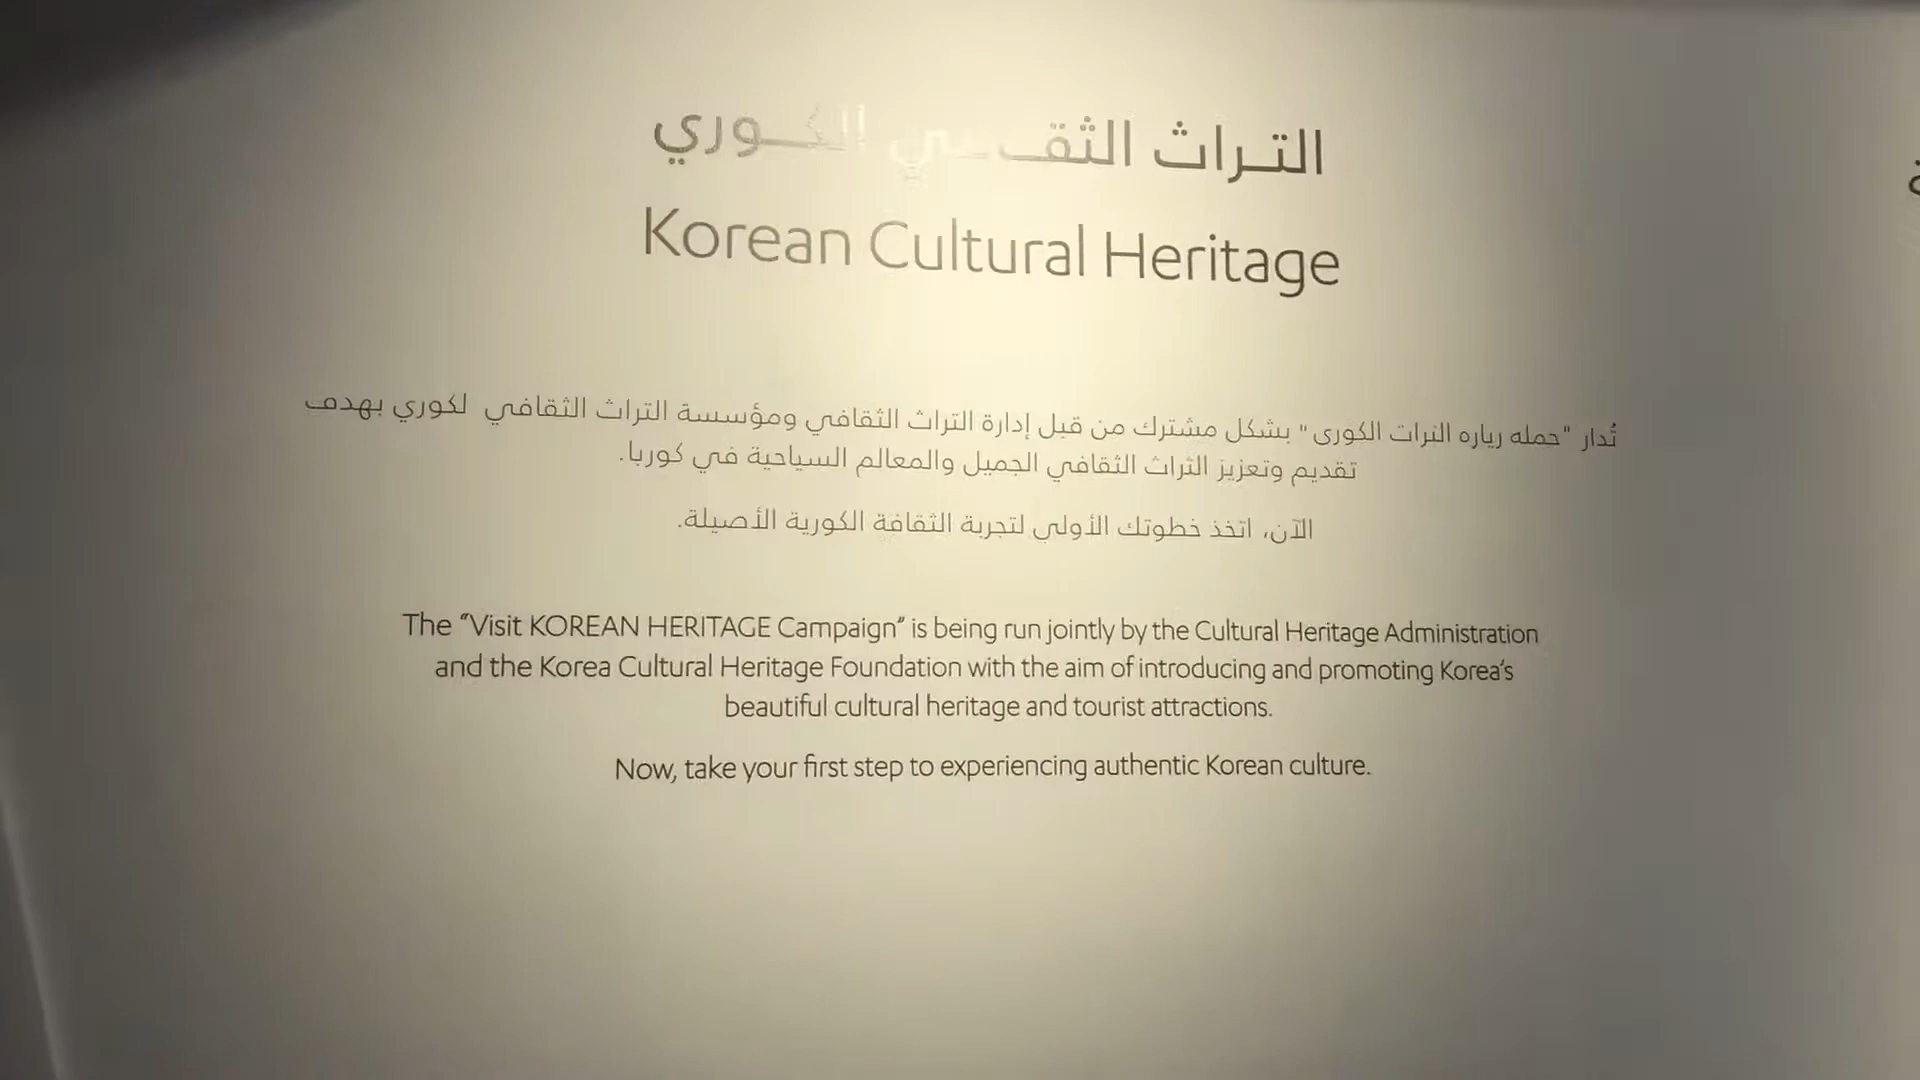 التراث الثقافي الكوري
Korean Cultural Heritage
تُدار "حملة زيارة التراث الكوري" بشكل مشترك من قبل إدارة التراث الثقافي ومؤسسة التراث الثقافي لكوري بهدف
تقديم وتعزيز التراث الثقافي الجميل والمعالم السياحية في كوريا.
الآن، اتخذ خطوتك الأولى لتجربة الثقافة الكورية الأصيلة.
The "Visit KOREAN HERITAGE Campaign" is being run jointly by the Cultural Heritage Administration
and the Korea Cultural Heritage Foundation with the aim of introducing and promoting Korea's
beautiful cultural heritage and tourist attractions.
Now, take your first step to experiencing authentic Korean culture.